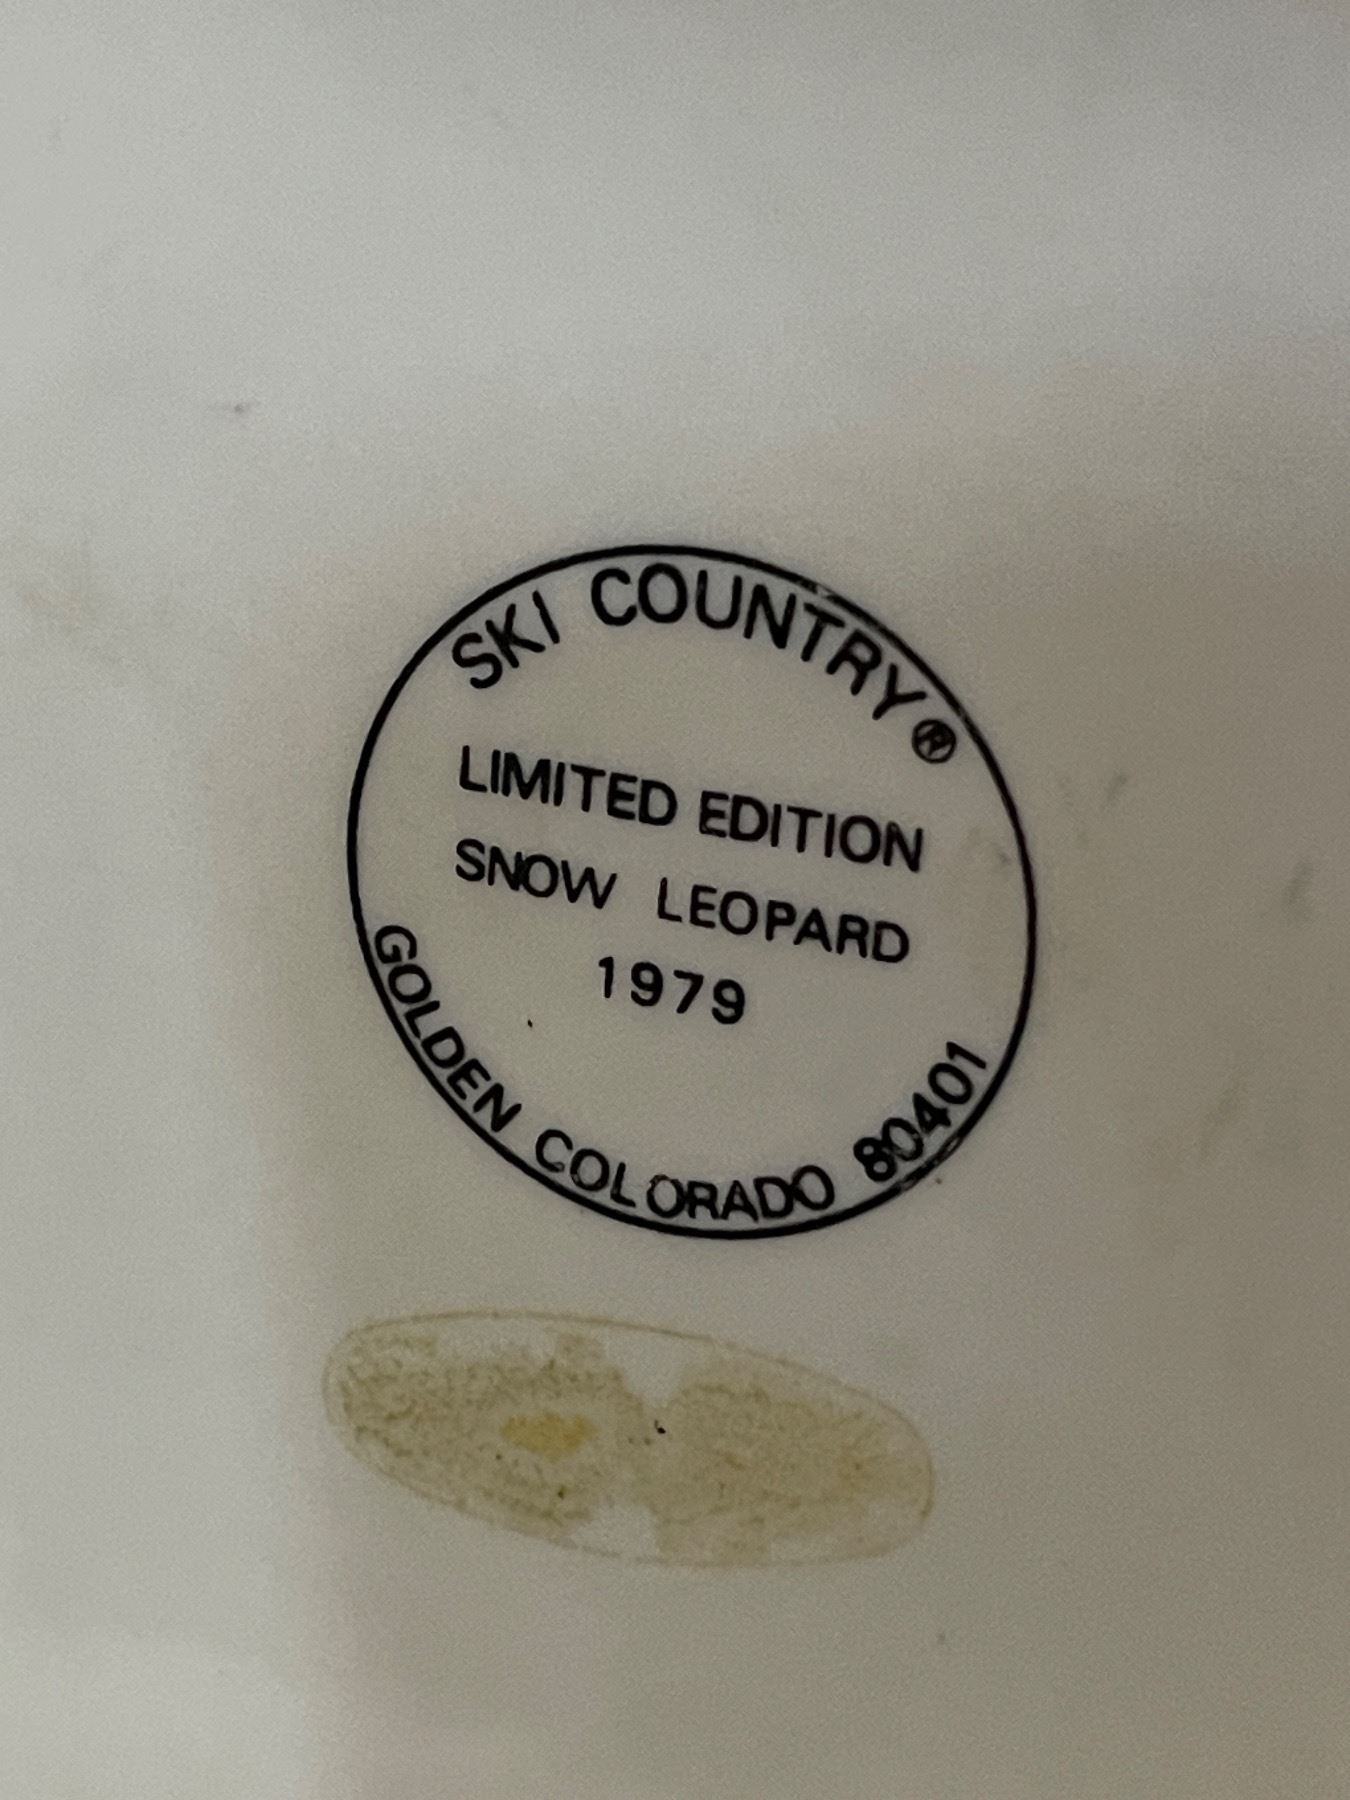 SKI COUNTRY®
LIMITED EDITION
SNOW LEOPARD
1979
GOLDEN COLORADO 80401